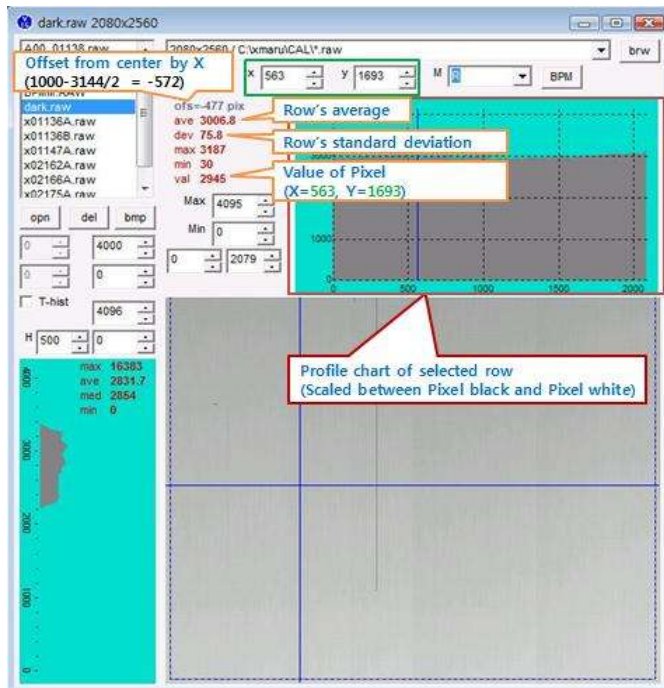 dark.raw 2080x2560
A00_01138.raw
2080x2560 / C:\xmaru\CAL\*.raw
brw
Offset from center by X
(1000-3144/2 = -572)
x 563 y 1693 M R BPM
dark.raw
x01136A.raw
x01136B.raw
x01147A.raw
x02162A.raw
x02166A.raw
x02175A.raw
ofs=-477 pix
ave 3006.8
dev 75.8
max 3187
min 30
val 2945
Row's average
Row's standard deviation
Value of Pixel
(X=563, Y=1693)
1000
0
0 500 1000 1500 2000
opn del bmp
Max 4095
Min 0
0 2079
0 4000
0 0
T-hist
4096
H 500 0
max 16383
ave 2831.7
med 2854
min 0
4000
3000
2000
1000
0
Profile chart of selected row
(Scaled between Pixel black and Pixel white)